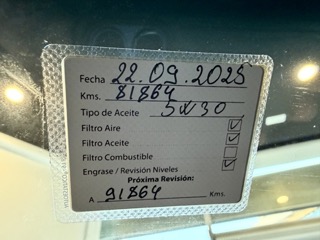 Fecha 22.09.2025
Kms. 81864
Tipo de Aceite 5W30
Filtro Aire ☑
Filtro Aceite ☑
Filtro Combustible ☐
Engrase / Revisión Niveles ☑
Próxima Revisión:
A 91864 Kms.